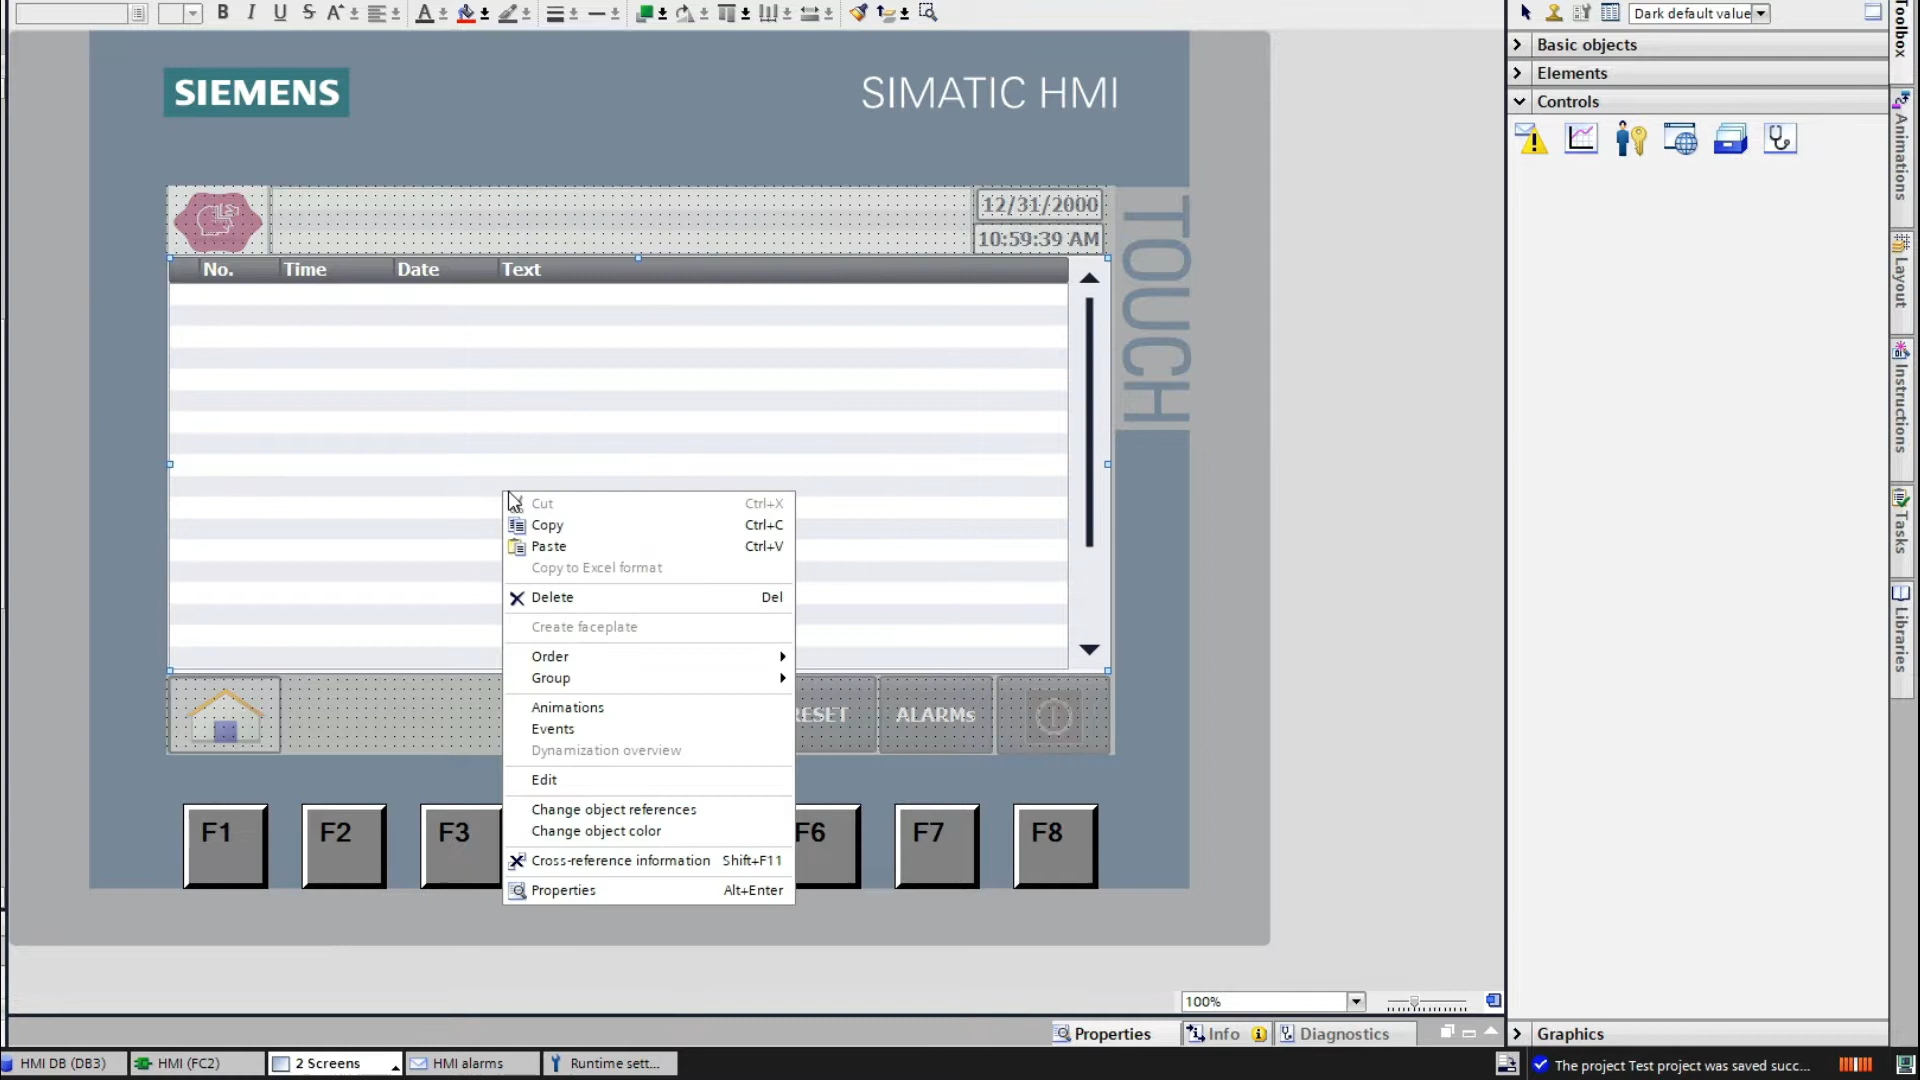 B I U S A
A
Dark default value
Toolbox
Basic objects
Elements
Controls
SIEMENS
SIMATIC HMI
TOUCH
12/31/2000
10:59:39 AM
No. Time Date Text
Cut Ctrl+X
Copy Ctrl+C
Paste Ctrl+V
Copy to Excel format
Delete Del
Create faceplate
Order
Group
Animations
Events
Dynamization overview
Edit
Change object references
Change object color
Cross-reference information Shift+F11
Properties Alt+Enter
RESET ALARMs
F1 F2 F3 F6 F7 F8
Animations
Layout
Instructions
Tasks
Libraries
100%
Properties Info Diagnostics
Graphics
HMI DB (DB3) HMI (FC2) 2 Screens HMI alarms Runtime sett...
The project Test project was saved succ...